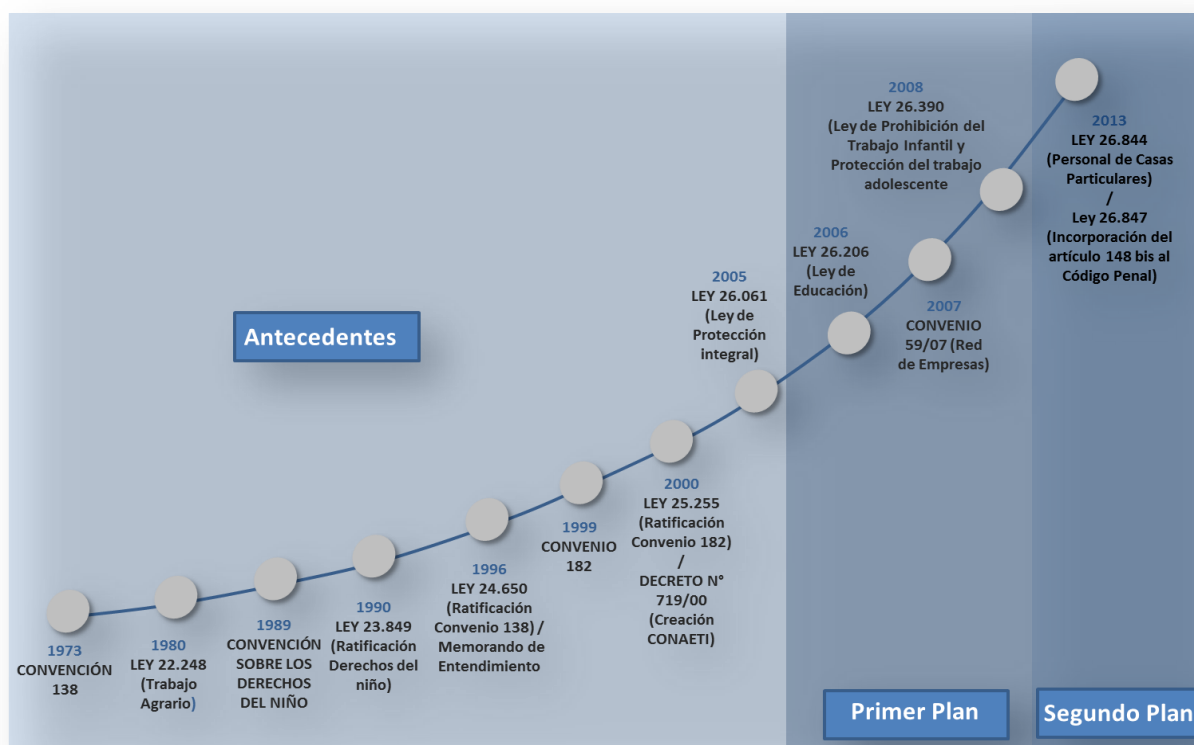 Antecedentes
1973
CONVENCIÓN
138
1980
LEY 22.248
(Trabajo
Agrario)
1989
CONVENCIÓN
SOBRE LOS
DERECHOS
DEL NIÑO
1990
LEY 23.849
(Ratificación
Derechos del
niño)
1996
LEY 24.650
(Ratificación
Convenio 138) /
Memorando de
Entendimiento
1999
CONVENIO
182
2000
LEY 25.255
(Ratificación
Convenio 182)
/
DECRETO N°
719/00
(Creación
CONAETI)
2005
LEY 26.061
(Ley de
Protección
integral)
2006
LEY 26.206
(Ley de
Educación)
2007
CONVENIO
59/07 (Red
de Empresas)
2008
LEY 26.390
(Ley de Prohibición del
Trabajo Infantil y
Protección del trabajo
adolescente
2013
LEY 26.844
(Personal de Casas
Particulares)
/
Ley 26.847
(Incorporación del
artículo 148 bis al
Código Penal)
Primer Plan
Segundo Plan